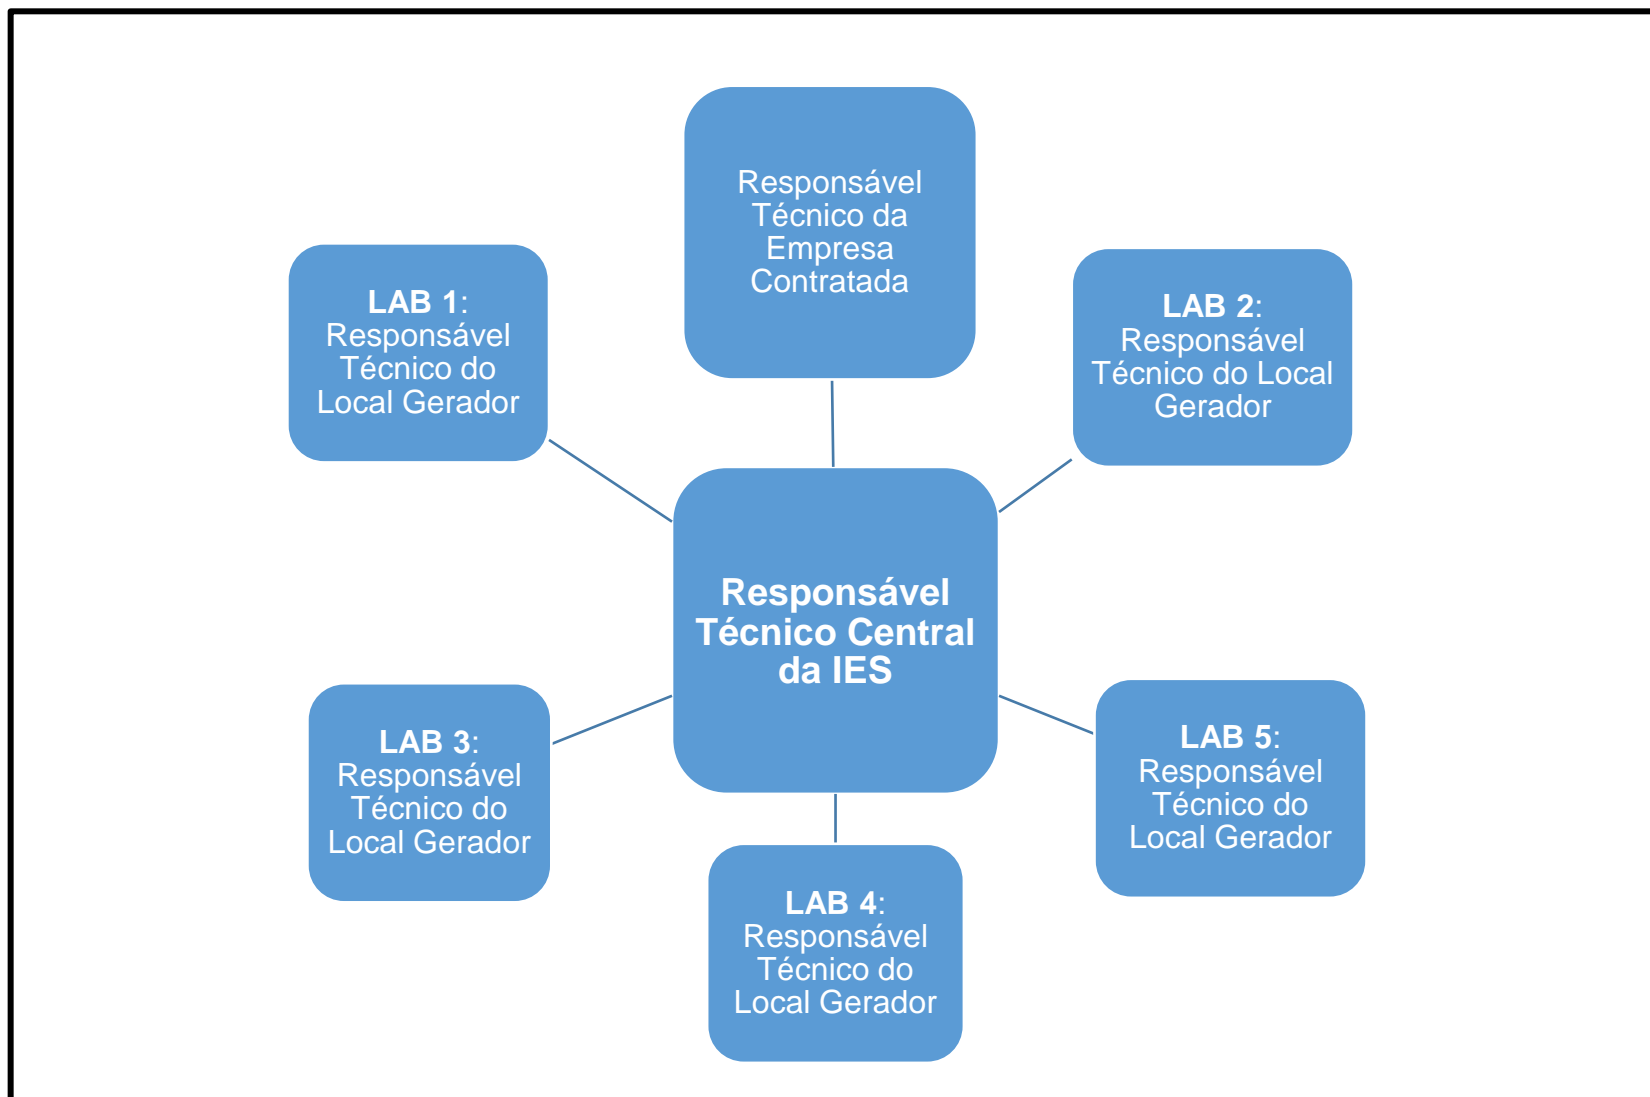 Responsável
Técnico da
Empresa
Contratada
LAB 1:
Responsável
Técnico do
Local Gerador
LAB 2:
Responsável
Técnico do Local
Gerador
Responsável
Técnico Central
da IES
LAB 3:
Responsável
Técnico do
Local Gerador
LAB 5:
Responsável
Técnico do
Local Gerador
LAB 4:
Responsável
Técnico do
Local Gerador